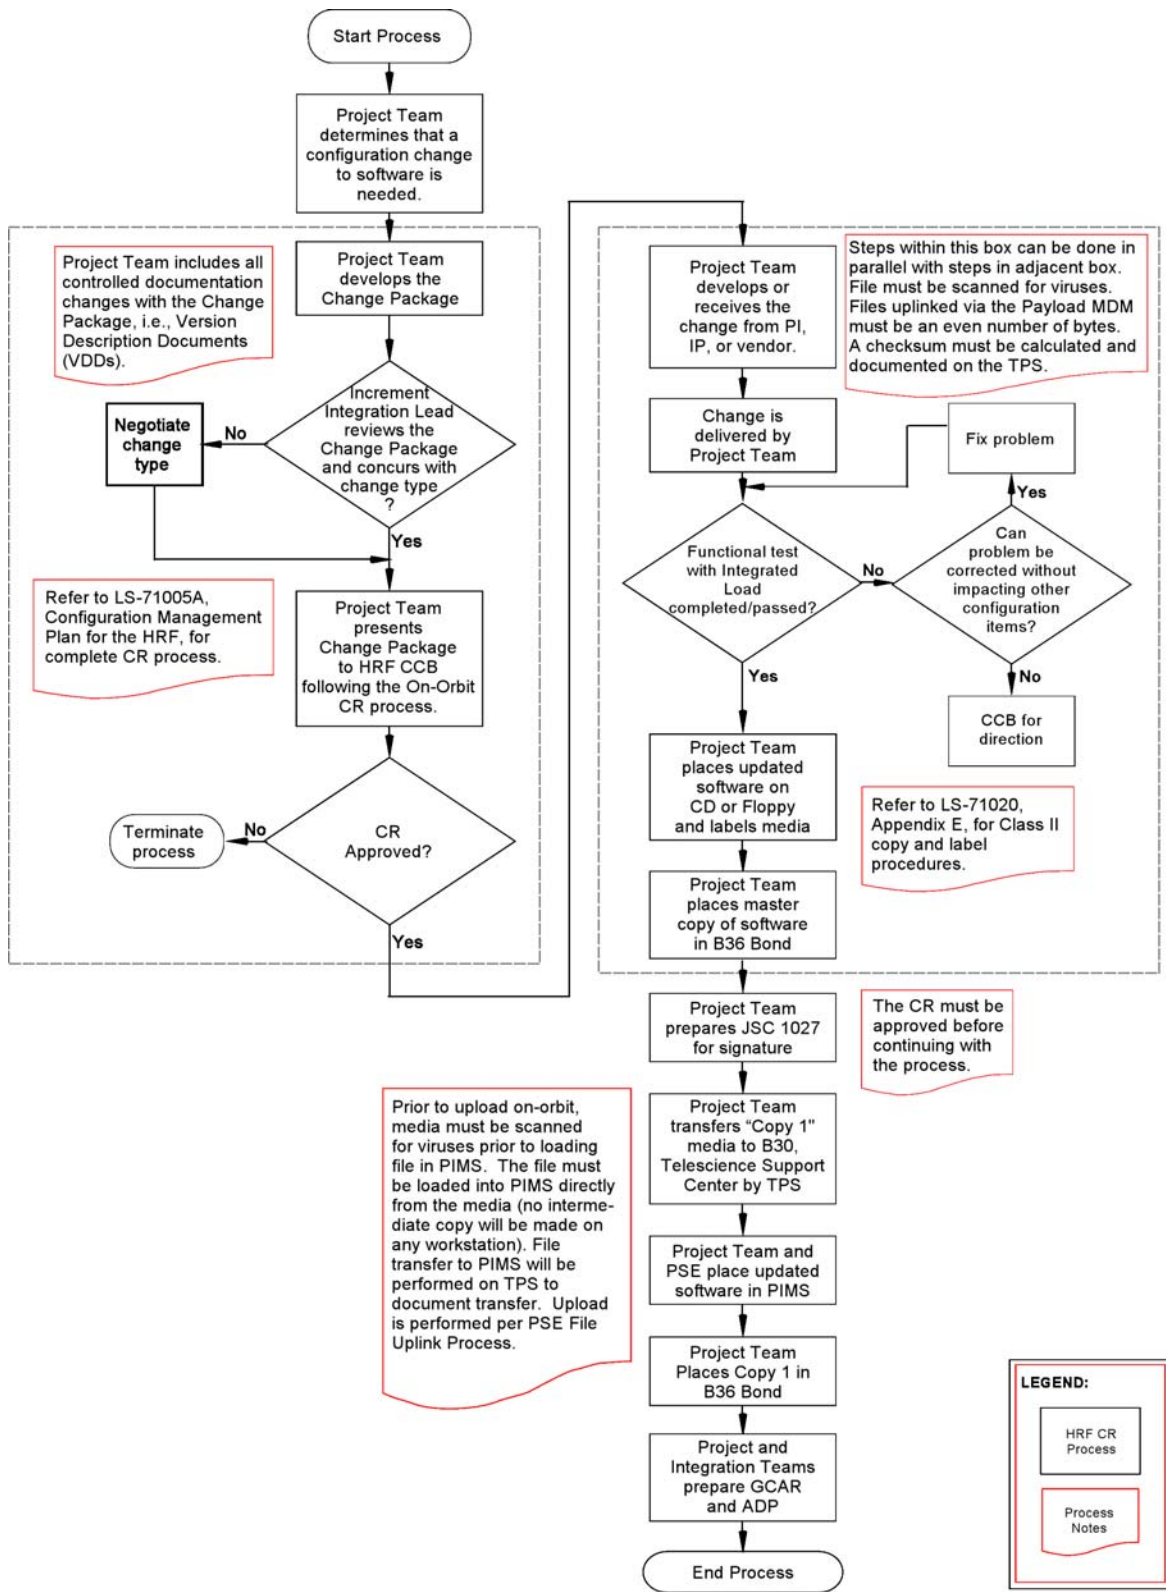 Start Process
Project Team
determines that a
configuration change
to software is
needed.
Project Team includes all
controlled documentation
changes with the Change
Package, i.e., Version
Description Documents
(VDDs).
Project Team
develops the
Change Package
Increment
Integration Lead
reviews the
Change Package
and concurs with
change type
?
No
Negotiate
change
type
Yes
Refer to LS-71005A,
Configuration Management
Plan for the HRF, for
complete CR process.
Project Team
presents
Change Package
to HRF CCB
following the On-Orbit
CR process.
CR
Approved?
No
Terminate
process
Yes
Project Team
develops or
receives the
change from PI,
IP, or vendor.
Steps within this box can be done in
parallel with steps in adjacent box.
File must be scanned for viruses.
Files uplinked via the Payload MDM
must be an even number of bytes.
A checksum must be calculated and
documented on the TPS.
Change is
delivered by
Project Team
Fix problem
Yes
Functional test
with Integrated
Load
completed/passed?
No
Can
problem be
corrected without
impacting other
configuration
items?
Yes
No
CCB for
direction
Project Team
places updated
software on
CD or Floppy
and labels media
Refer to LS-71020,
Appendix E, for Class II
copy and label
procedures.
Project Team
places master
copy of software
in B36 Bond
Project Team
prepares JSC 1027
for signature
The CR must be
approved before
continuing with
the process.
Prior to upload on-orbit,
media must be scanned
for viruses prior to loading
file in PIMS. The file must
be loaded into PIMS directly
from the media (no interme-
diate copy will be made on
any workstation). File
transfer to PIMS will be
performed on TPS to
document transfer. Upload
is performed per PSE File
Uplink Process.
Project Team
transfers “Copy 1"
media to B30,
Telescience Support
Center by TPS
Project Team and
PSE place updated
software in PIMS
Project Team
Places Copy 1 in
B36 Bond
Project and
Integration Teams
prepare GCAR
and ADP
End Process
LEGEND:
HRF CR
Process
Process
Notes